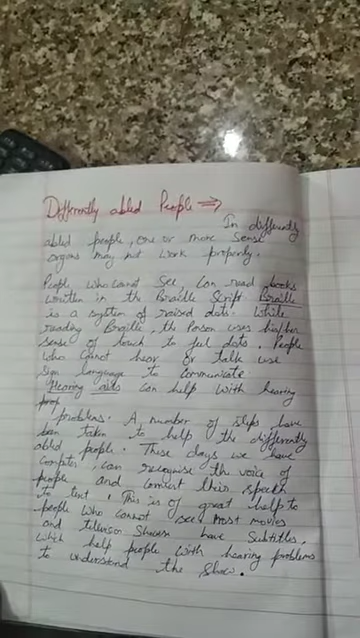 Differently abled People ⇒
In differently
abled people, one or more sense
organs may not work properly.
People who cannot see, can read books
written in the Braille Script Braille
is a system of raised dots. While
reading Braille, the Person uses his/her
sense of touch to feel dots. People
who cannot hear or talk use
sign language to communicate
Hearing aids can help with hearing
prop
problems. A number of steps have
been taken to help the differently
abled people. These days we have
Computer, can recognise the voice of
people and convert their speech
to text. This is of great help to
people who cannot see most movies
and television Shows have Subtitles,
which help people with hearing problems
to understand the show.